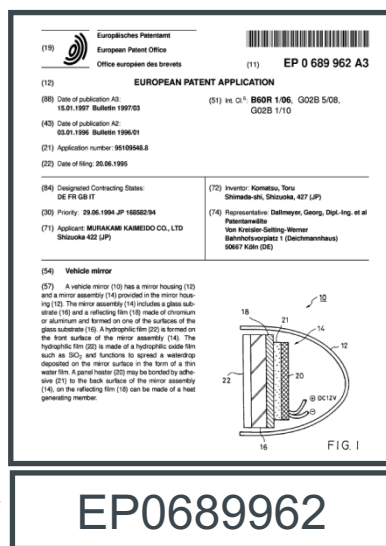 Europäisches Patentamt
(19)
European Patent Office
Office européen des brevets
(11) EP 0 689 962 A3
(12) EUROPEAN PATENT APPLICATION
(88) Date of publication A3:
15.01.1997 Bulletin 1997/03
(43) Date of publication A2:
03.01.1996 Bulletin 1996/01
(21) Application number: 95109548.8
(22) Date of filing: 20.06.1995
(51) Int. Cl.6: B60R 1/06, G02B 5/08,
G02B 1/10
(84) Designated Contracting States:
DE FR GB IT
(30) Priority: 29.06.1994 JP 168582/94
(71) Applicant: MURAKAMI KAIMEIDO CO., LTD
Shizuoka 422 (JP)
(72) Inventor: Komatsu, Toru
Shimada-shi, Shizuoka, 427 (JP)
(74) Representative: Dallmeyer, Georg, Dipl.-Ing. et al
Patentanwälte
Von Kreisler-Selting-Werner
Bahnhofsvorplatz 1 (Deichmannhaus)
50667 Köln (DE)
(54) Vehicle mirror
(57) A vehicle mirror (10) has a mirror housing (12)
and a mirror assembly (14) provided in the mirror hous-
ing (12). The mirror assembly (14) includes a glass sub-
strate (16) and a reflecting film (18) made of chromium
or aluminum and formed on one of the surfaces of the
glass substrate (16). A hydrophilic film (22) is formed on
the front surface of the mirror assembly (14). The
hydrophilic film (22) is made of a hydrophilic oxide film
such as SiO2 and functions to spread a waterdrop
deposited on the mirror surface in the form of a thin
water film. A panel heater (20) may be bonded by adhe-
sive (21) to the back surface of the mirror assembly
(14), on the reflecting film (18) can be made of a heat
generating member.
10
18
21
14
12
22
20
⊕ DC12V
⊖
16
FIG. 1
EP0689962